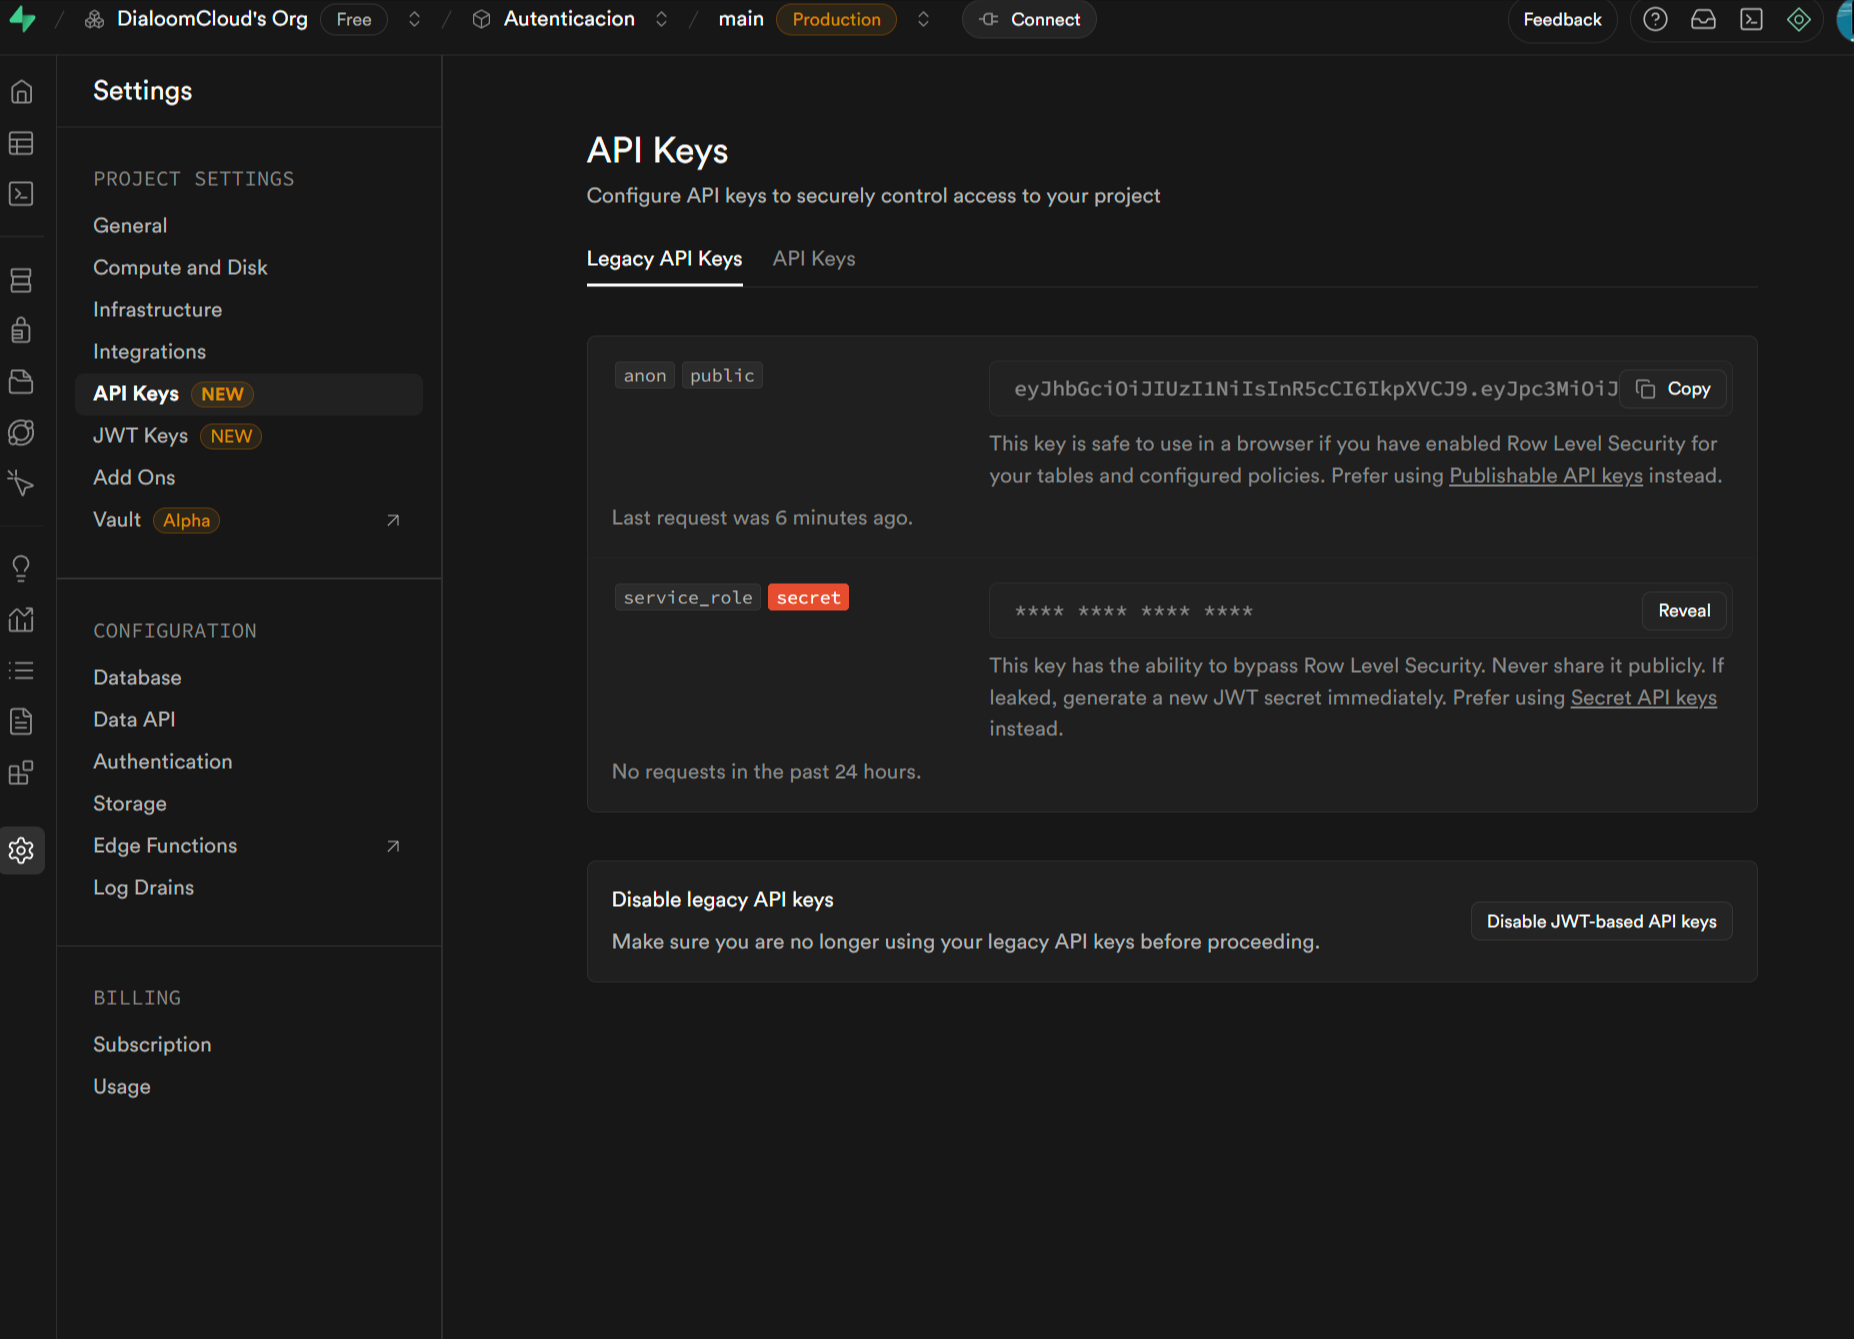 DialoomCloud's Org Free / Autenticacion / main Production Connect Feedback
Settings
PROJECT SETTINGS
General
Compute and Disk
Infrastructure
Integrations
API Keys NEW
JWT Keys NEW
Add Ons
Vault Alpha
CONFIGURATION
Database
Data API
Authentication
Storage
Edge Functions
Log Drains
BILLING
Subscription
Usage
API Keys
Configure API keys to securely control access to your project
Legacy API Keys API Keys
anon public
eyJhbGciOiJIUzI1NiIsInR5cCI6IkpXVCJ9.eyJpc3MiOiJ Copy
This key is safe to use in a browser if you have enabled Row Level Security for
your tables and configured policies. Prefer using Publishable API keys instead.
Last request was 6 minutes ago.
service_role secret
**** **** **** **** Reveal
This key has the ability to bypass Row Level Security. Never share it publicly. If
leaked, generate a new JWT secret immediately. Prefer using Secret API keys
instead.
No requests in the past 24 hours.
Disable legacy API keys
Make sure you are no longer using your legacy API keys before proceeding.
Disable JWT-based API keys